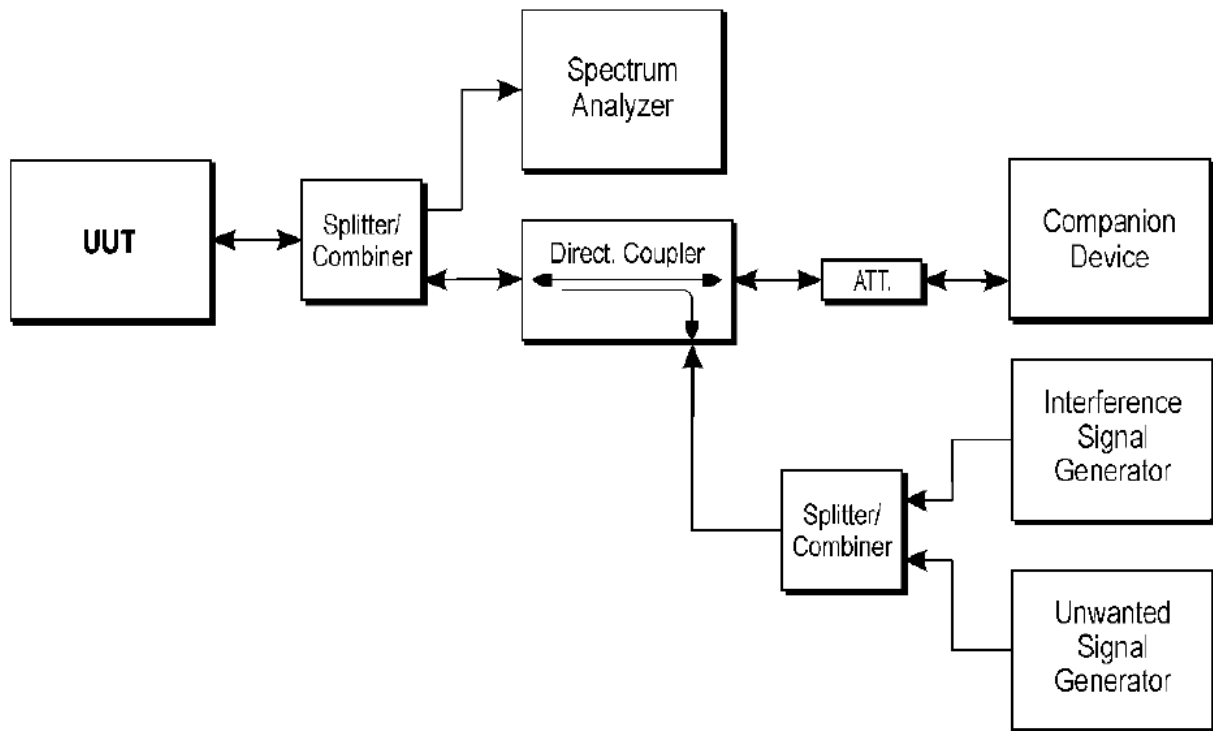 Spectrum
Analyzer
UUT
Splitter/
Combiner
Direct. Coupler
ATT.
Companion
Device
Interference
Signal
Generator
Splitter/
Combiner
Unwanted
Signal
Generator